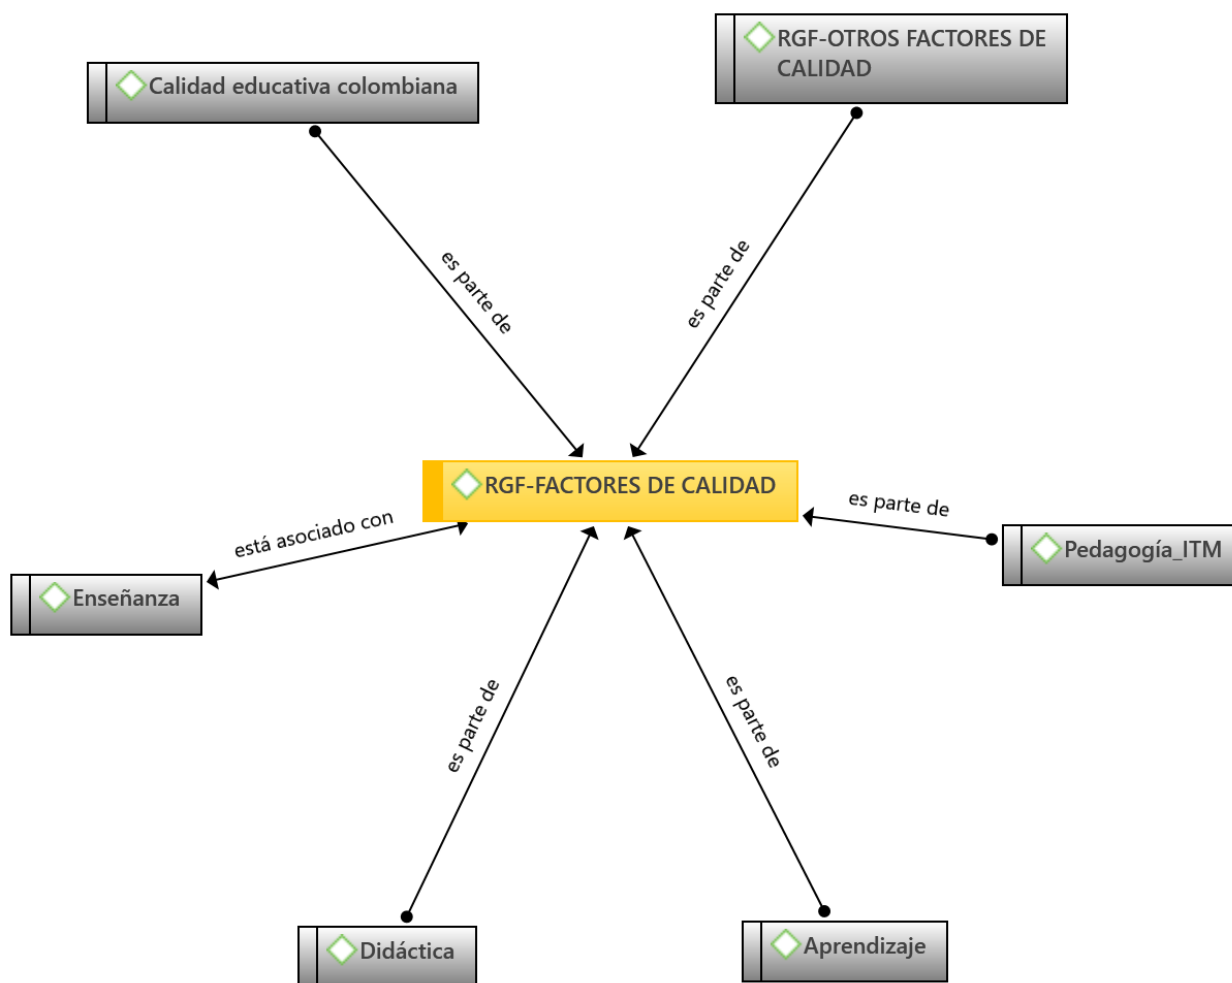 RGF-OTROS FACTORES DE
CALIDAD
Calidad educativa colombiana
es parte de
es parte de
RGF-FACTORES DE CALIDAD
es parte de
está asociado con
Pedagogía_ITM
Enseñanza
es parte de
es parte de
Didáctica
Aprendizaje